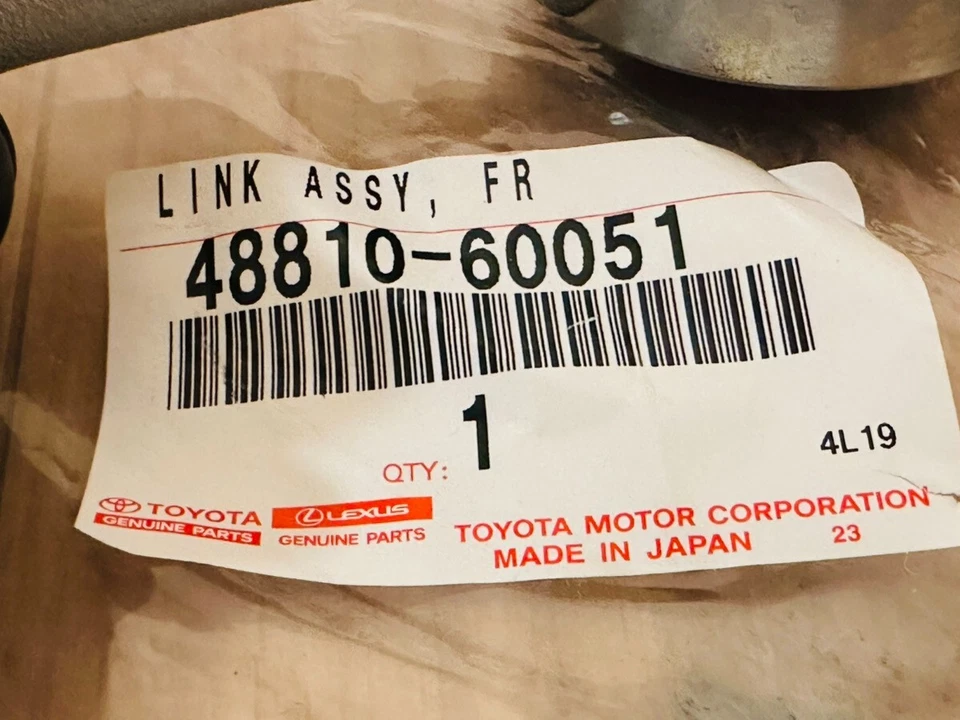 LINK ASSY, FR
48810-60051
1
QTY:
4L19
TOYOTA
GENUINE PARTS
LEXUS
GENUINE PARTS
TOYOTA MOTOR CORPORATION
MADE IN JAPAN 23